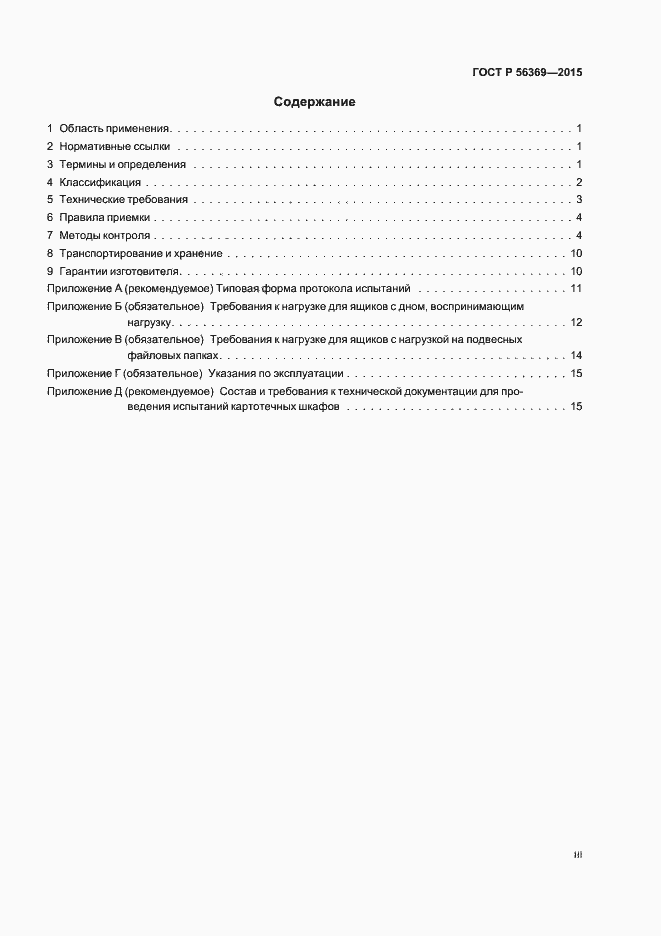 ГОСТ Р 56369—2015
Содержание
1 Область применения. . . . . . . . . . . . . . . . . . . . . . . . . . . . . . . . . . . . . . . . . . . . . . . . . . 1
2 Нормативные ссылки . . . . . . . . . . . . . . . . . . . . . . . . . . . . . . . . . . . . . . . . . . . . . . . . . . 1
3 Термины и определения . . . . . . . . . . . . . . . . . . . . . . . . . . . . . . . . . . . . . . . . . . . . . . . . 1
4 Классификация . . . . . . . . . . . . . . . . . . . . . . . . . . . . . . . . . . . . . . . . . . . . . . . . . . . . . . 2
5 Технические требования . . . . . . . . . . . . . . . . . . . . . . . . . . . . . . . . . . . . . . . . . . . . . . . . 3
6 Правила приемки . . . . . . . . . . . . . . . . . . . . . . . . . . . . . . . . . . . . . . . . . . . . . . . . . . . . . 4
7 Методы контроля . . . . . . . . . . . . . . . . . . . . . . . . . . . . . . . . . . . . . . . . . . . . . . . . . . . . . 4
8 Транспортирование и хранение . . . . . . . . . . . . . . . . . . . . . . . . . . . . . . . . . . . . . . . . . . . 10
9 Гарантии изготовителя. . . . . . . . . . . . . . . . . . . . . . . . . . . . . . . . . . . . . . . . . . . . . . . . . 10
Приложение А (рекомендуемое) Типовая форма протокола испытаний . . . . . . . . . . . . . . . . . . . 11
Приложение Б (обязательное) Требования к нагрузке для ящиков с дном, воспринимающим
нагрузку. . . . . . . . . . . . . . . . . . . . . . . . . . . . . . . . . . . . . . . . . . . . . . . . . . 12
Приложение В (обязательное) Требования к нагрузке для ящиков с нагрузкой на подвесных
файловых папках. . . . . . . . . . . . . . . . . . . . . . . . . . . . . . . . . . . . . . . . . . . . 14
Приложение Г (обязательное) Указания по эксплуатации . . . . . . . . . . . . . . . . . . . . . . . . . . . . 15
Приложение Д (рекомендуемое) Состав и требования к технической документации для про-
ведения испытаний картотечных шкафов . . . . . . . . . . . . . . . . . . . . . . . . . . . . 15
III